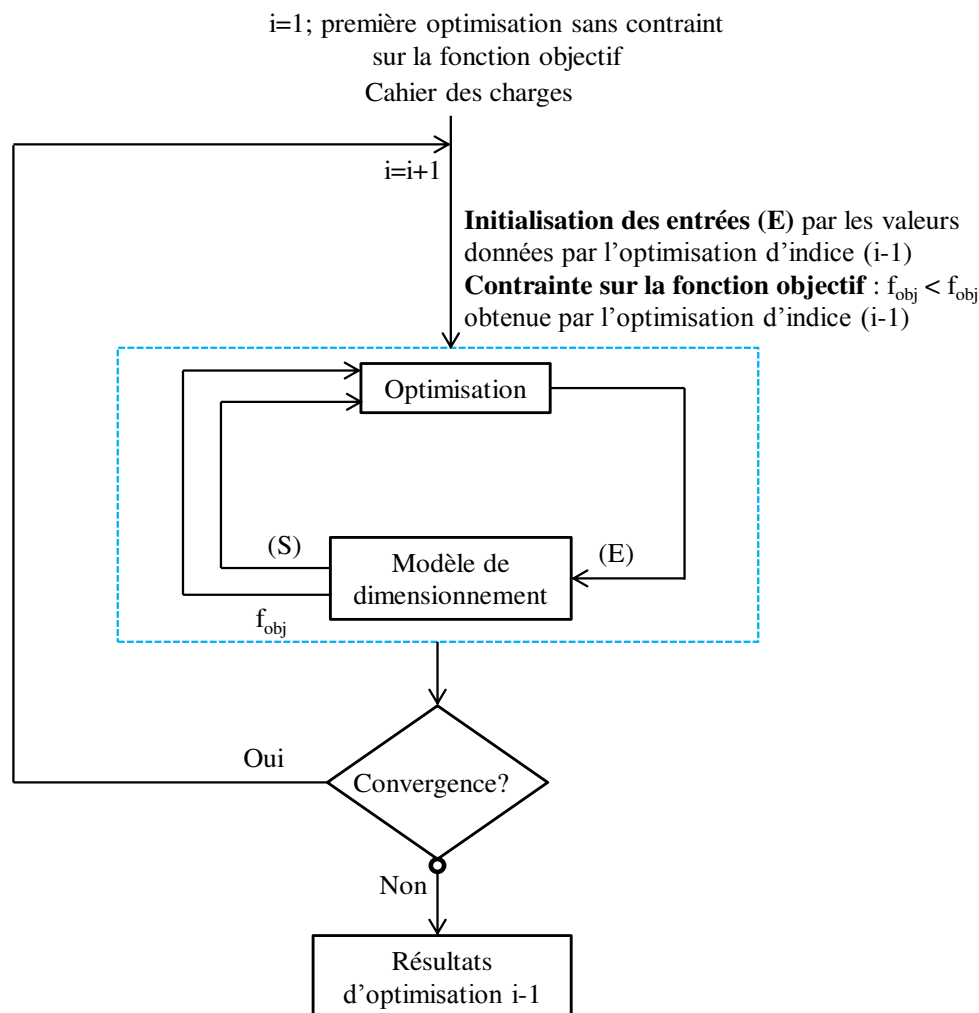 i=1; première optimisation sans contraint
sur la fonction objectif
Cahier des charges
i=i+1
Initialisation des entrées (E) par les valeurs
données par l’optimisation d’indice (i-1)
Contrainte sur la fonction objectif : fobj < fobj
obtenue par l’optimisation d’indice (i-1)
Optimisation
(S)
Modèle de
dimensionnement
(E)
fobj
Oui
Convergence?
Non
Résultats
d’optimisation i-1